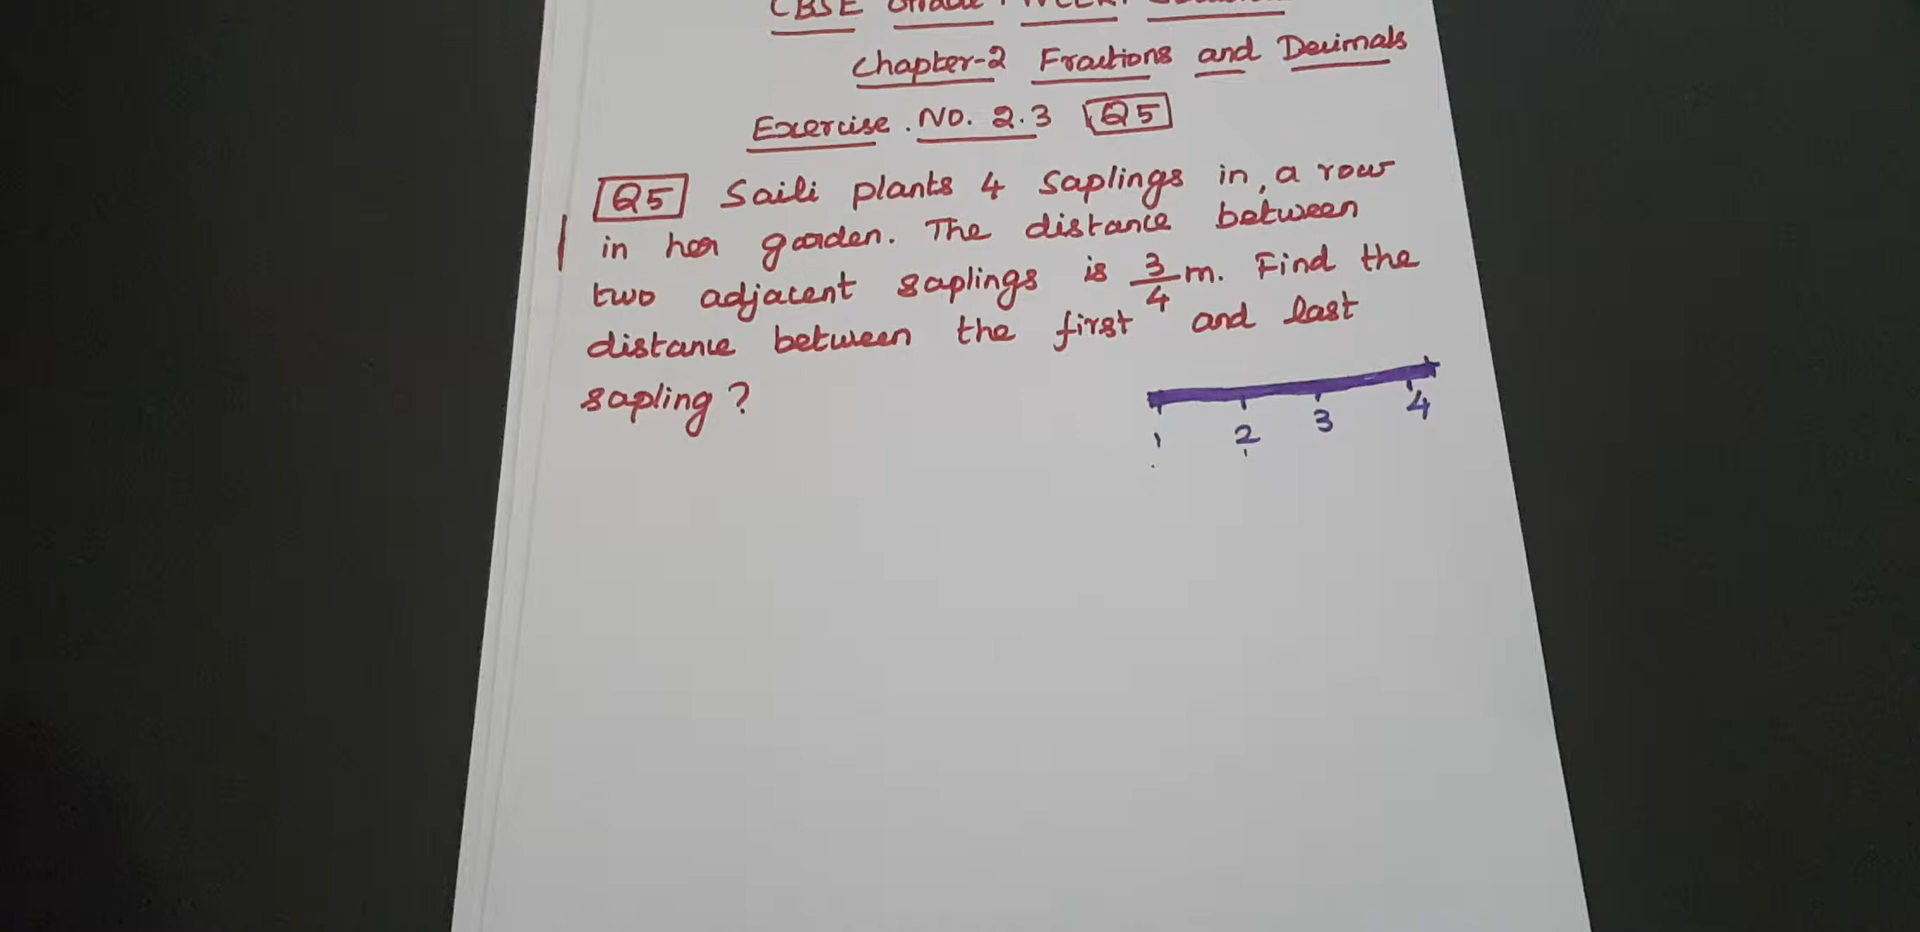 CBSE
Chapter-2 Fractions and Decimals
Exercise. No. 2.3 Q5
Q5 Saili plants 4 saplings in, a row
in her garden. The distance between
two adjacent saplings is 3/4 m. Find the
distance between the first and last
sapling?
1 2 3 4